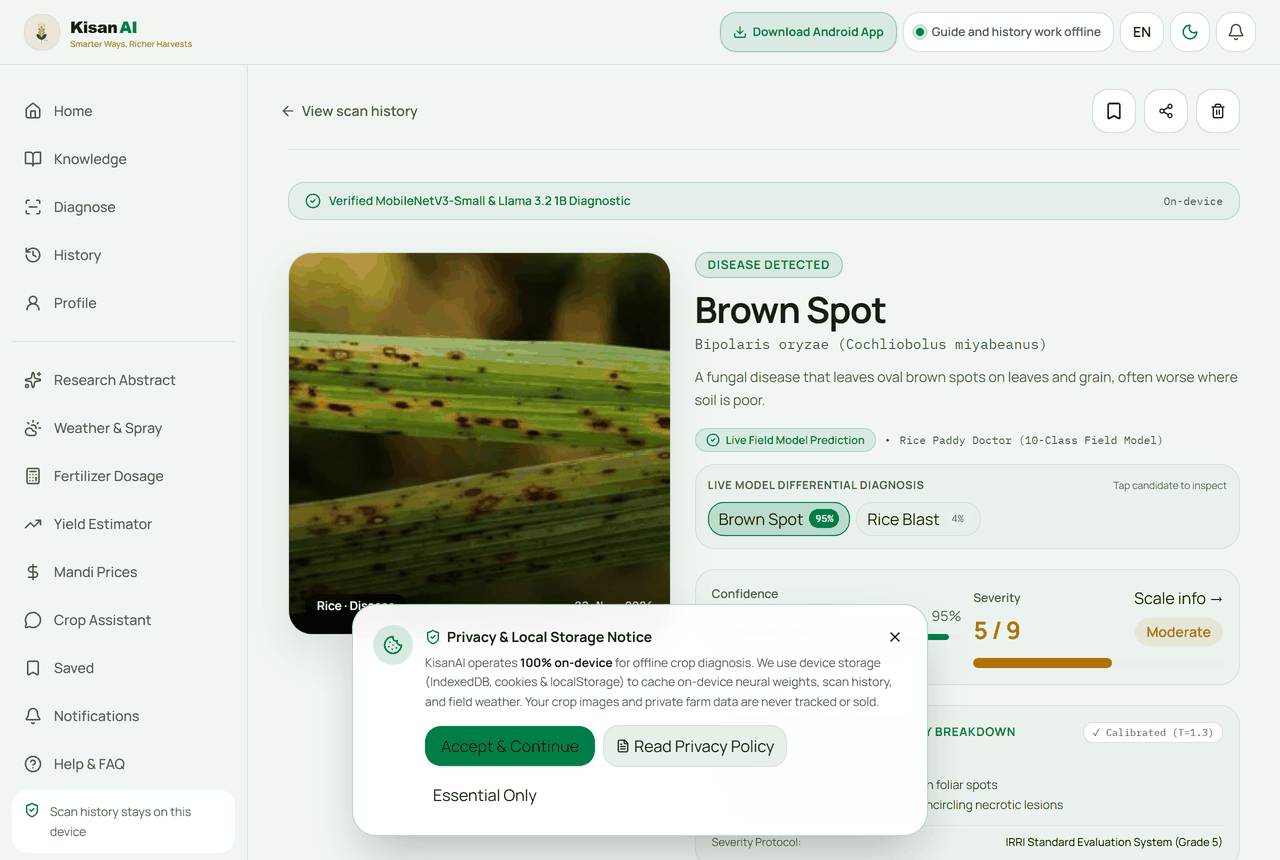 Kisan AI
Smarter Ways, Richer Harvests
Download Android App
Guide and history work offline
EN
Home
Knowledge
Diagnose
History
Profile
Research Abstract
Weather & Spray
Fertilizer Dosage
Yield Estimator
Mandi Prices
Crop Assistant
Saved
Notifications
Help & FAQ
Scan history stays on this
device
← View scan history
Verified MobileNetV3-Small & Llama 3.2 1B Diagnostic
On-device
Rice · Disease
DISEASE DETECTED
Brown Spot
Bipolaris oryzae (Cochliobolus miyabeanus)
A fungal disease that leaves oval brown spots on leaves and grain, often worse where
soil is poor.
Live Field Model Prediction • Rice Paddy Doctor (10-Class Field Model)
LIVE MODEL DIFFERENTIAL DIAGNOSIS
Tap candidate to inspect
Brown Spot 95%
Rice Blast 4%
Confidence
95%
Severity
5 / 9
Scale info →
Moderate
Y BREAKDOWN
✓ Calibrated (T=1.3)
n foliar spots
ncircling necrotic lesions
Severity Protocol:
IRRI Standard Evaluation System (Grade 5)
Privacy & Local Storage Notice
KisanAI operates 100% on-device for offline crop diagnosis. We use device storage
(IndexedDB, cookies & localStorage) to cache on-device neural weights, scan history,
and field weather. Your crop images and private farm data are never tracked or sold.
Accept & Continue
Read Privacy Policy
Essential Only